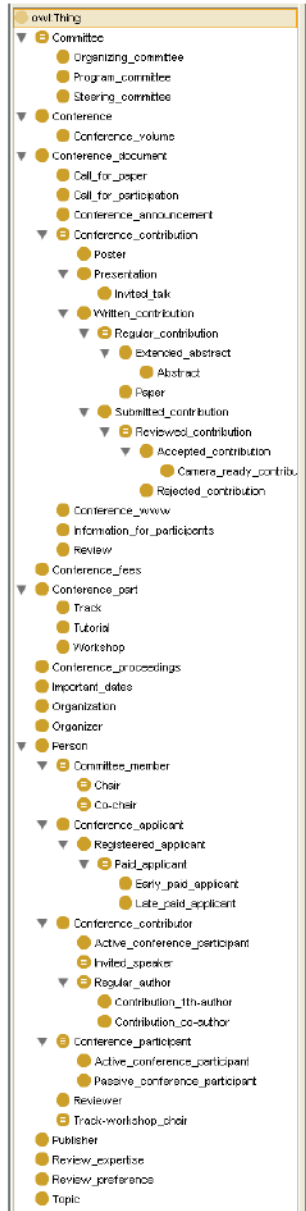 owl:Thing
Committee
Organizing_committee
Program_committee
Steering_committee
Conference
Conference_volume
Conference_document
Call_for_paper
Call_for_participation
Conference_announcement
Conference_contribution
Poster
Presentation
Invited_talk
Written_contribution
Regular_contribution
Extended_abstract
Abstract
Paper
Submitted_contribution
Reviewed_contribution
Accepted_contribution
Camera_ready_contribu
Rejected_contribution
Conference_www
Information_for_participants
Review
Conference_fees
Conference_part
Track
Tutorial
Workshop
Conference_proceedings
Important_dates
Organization
Organizer
Person
Committee_member
Chair
Co-chair
Conference_applicant
Registeered_applicant
Paid_applicant
Early_paid_applicant
Late_paid_applicant
Conference_contributor
Active_conference_participant
Invited_speaker
Regular_author
Contribution_1th-author
Contribution_co-author
Conference_participant
Active_conference_participant
Passive_conference_participant
Reviewer
Track-workshop_chair
Publisher
Review_expertise
Review_preference
Topic